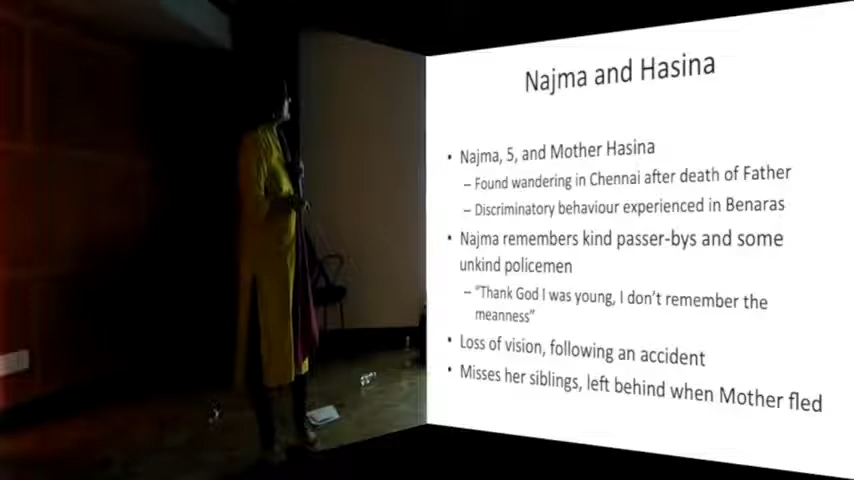 Najma and Hasina
• Najma, 5, and Mother Hasina
– Found wandering in Chennai after death of Father
– Discriminatory behaviour experienced in Benaras
• Najma remembers kind passer-bys and some
unkind policemen
– “Thank God I was young, I don’t remember the
meanness”
• Loss of vision, following an accident
• Misses her siblings, left behind when Mother fled